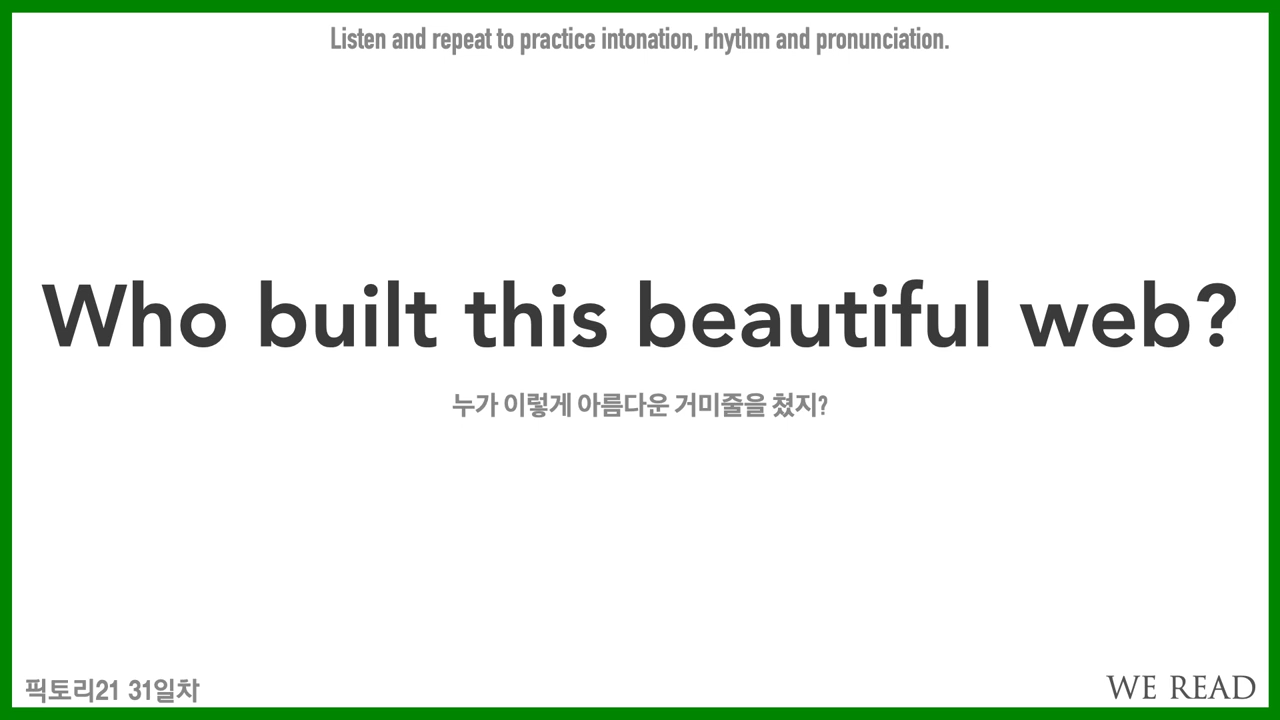 Listen and repeat to practice intonation, rhythm and pronunciation.
Who built this beautiful web?
누가 이렇게 아름다운 거미줄을 쳤지?
픽토리21 31일차
WE READ